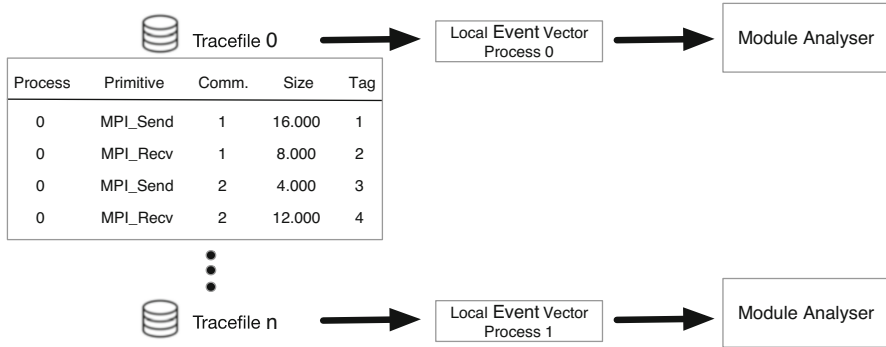 Tracefile 0
Local Event Vector
Process 0
Module Analyser
Process Primitive Comm. Size Tag
0 MPI_Send 1 16.000 1
0 MPI_Recv 1 8.000 2
0 MPI_Send 2 4.000 3
0 MPI_Recv 2 12.000 4
Tracefile n
Local Event Vector
Process 1
Module Analyser